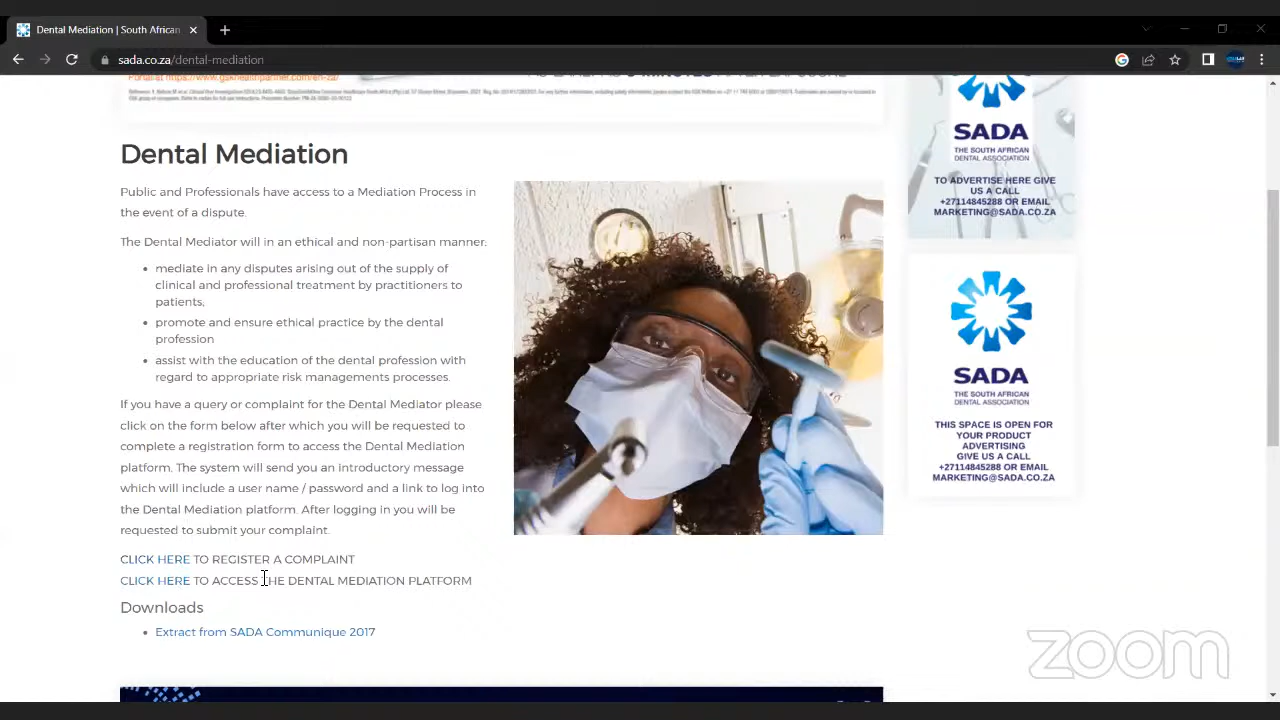 Dental Mediation | South African
sada.co.za/dental-mediation
Portal at https://www.gskhealthpartner.com/en-za/
Dental Mediation
Public and Professionals have access to a Mediation Process in
the event of a dispute.
The Dental Mediator will in an ethical and non-partisan manner:
mediate in any disputes arising out of the supply of
clinical and professional treatment by practitioners to
patients,
promote and ensure ethical practice by the dental
profession
assist with the education of the dental profession with
regard to appropriate risk managements processes.
If you have a query or complaint for the Dental Mediator please
click on the form below after which you will be requested to
complete a registration form to access the Dental Mediation
platform. The system will send you an introductory message
which will include a user name / password and a link to log into
the Dental Mediation platform. After logging in you will be
requested to submit your complaint.
CLICK HERE TO REGISTER A COMPLAINT
CLICK HERE TO ACCESS THE DENTAL MEDIATION PLATFORM
Downloads
Extract from SADA Communique 2017
SADA
THE SOUTH AFRICAN
DENTAL ASSOCIATION
TO ADVERTISE HERE GIVE
US A CALL
+27114845288 OR EMAIL
MARKETING@SADA.CO.ZA
SADA
THE SOUTH AFRICAN
DENTAL ASSOCIATION
THIS SPACE IS OPEN FOR
YOUR PRODUCT
ADVERTISING
GIVE US A CALL
+27114845288 OR EMAIL
MARKETING@SADA.CO.ZA
zoom